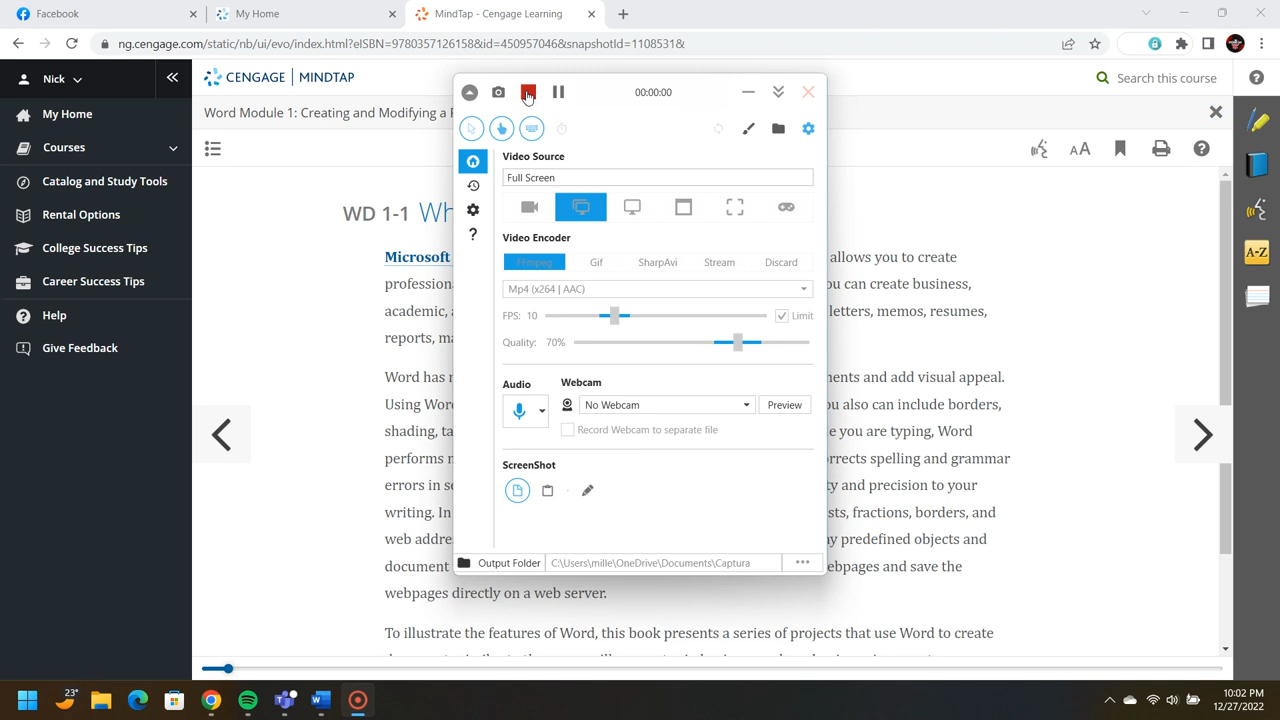 Facebook
My Home
MindTap - Cengage Learning
ng.cengage.com/static/nb/ui/evo/index.html?eISBN=9780357126158&id=450957046&snapshotId=1108531&
Nick
CENGAGE | MINDTAP
Search this course
Word Module 1: Creating and Modifying a
My Home
Courses
Catalog and Study Tools
Rental Options
College Success Tips
Career Success Tips
Help
Give Feedback
AA
A-Z
WD 1-1 Wh
Microsoft
allows you to create
profession
ou can create business,
academic, a
letters, memos, resumes,
reports, ma
Word has
ments and add visual appeal.
Using Wor
u also can include borders,
shading, ta
e you are typing, Word
performs
rrects spelling and grammar
errors in se
ty and precision to your
writing. In
sts, fractions, borders, and
web addre
y predefined objects and
document
ebpages and save the
webpages directly on a web server.
To illustrate the features of Word, this book presents a series of projects that use Word to create
00:00:00
Video Source
Full Screen
Video Encoder
FFmpeg Gif SharpAvi Stream Discard
Mp4 (x264 | AAC)
FPS: 10
Limit
Quality: 70%
Audio
Webcam
No Webcam
Preview
Record Webcam to separate file
ScreenShot
Output Folder
C:\Users\mille\OneDrive\Documents\Captura
23°
10:02 PM
12/27/2022